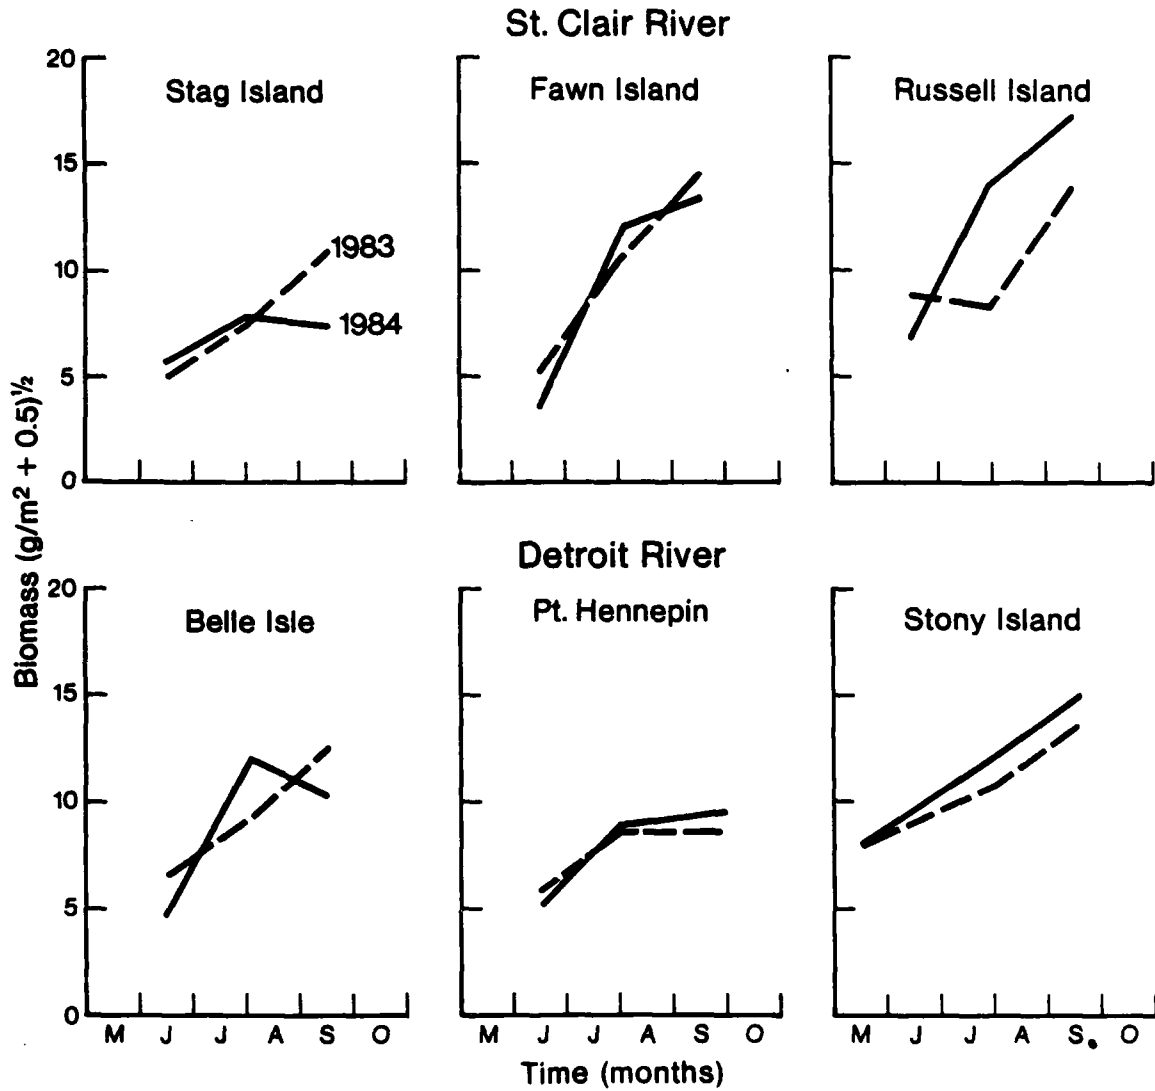 St. Clair River
Stag Island
Fawn Island
Russell Island
20
15
10
5
0
1983
1984
Biomass (g/m² + 0.5)½
Detroit River
Belle Isle
Pt. Hennepin
Stony Island
20
15
10
5
0
M J J A S O
M J J A S O
M J J A S O
Time (months)